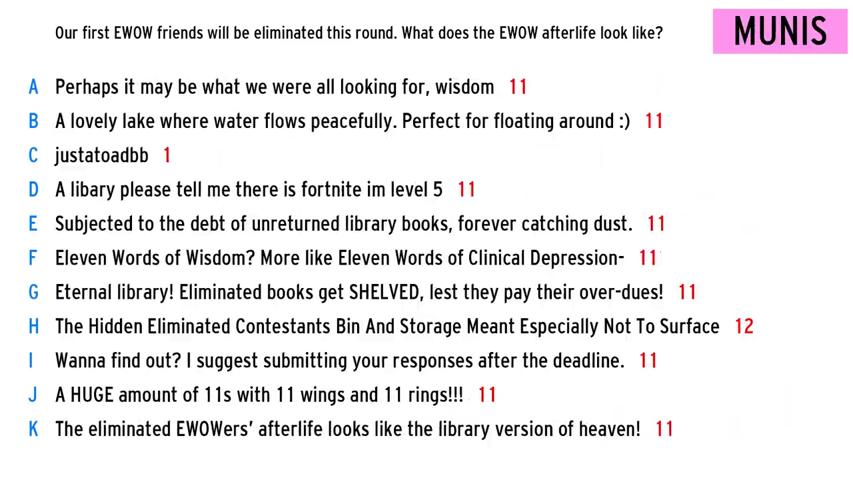 Our first EWOW friends will be eliminated this round. What does the EWOW afterlife look like?
MUNIS
A Perhaps it may be what we were all looking for, wisdom 11
B A lovely lake where water flows peacefully. Perfect for floating around :) 11
C justatoadbb 1
D A libary please tell me there is fortnite im level 5 11
E Subjected to the debt of unreturned library books, forever catching dust. 11
F Eleven Words of Wisdom? More like Eleven Words of Clinical Depression- 11
G Eternal library! Eliminated books get SHELVED, lest they pay their over-dues! 11
H The Hidden Eliminated Contestants Bin And Storage Meant Especially Not To Surface 12
I Wanna find out? I suggest submitting your responses after the deadline. 11
J A HUGE amount of 11s with 11 wings and 11 rings!!! 11
K The eliminated EWOWers’ afterlife looks like the library version of heaven! 11